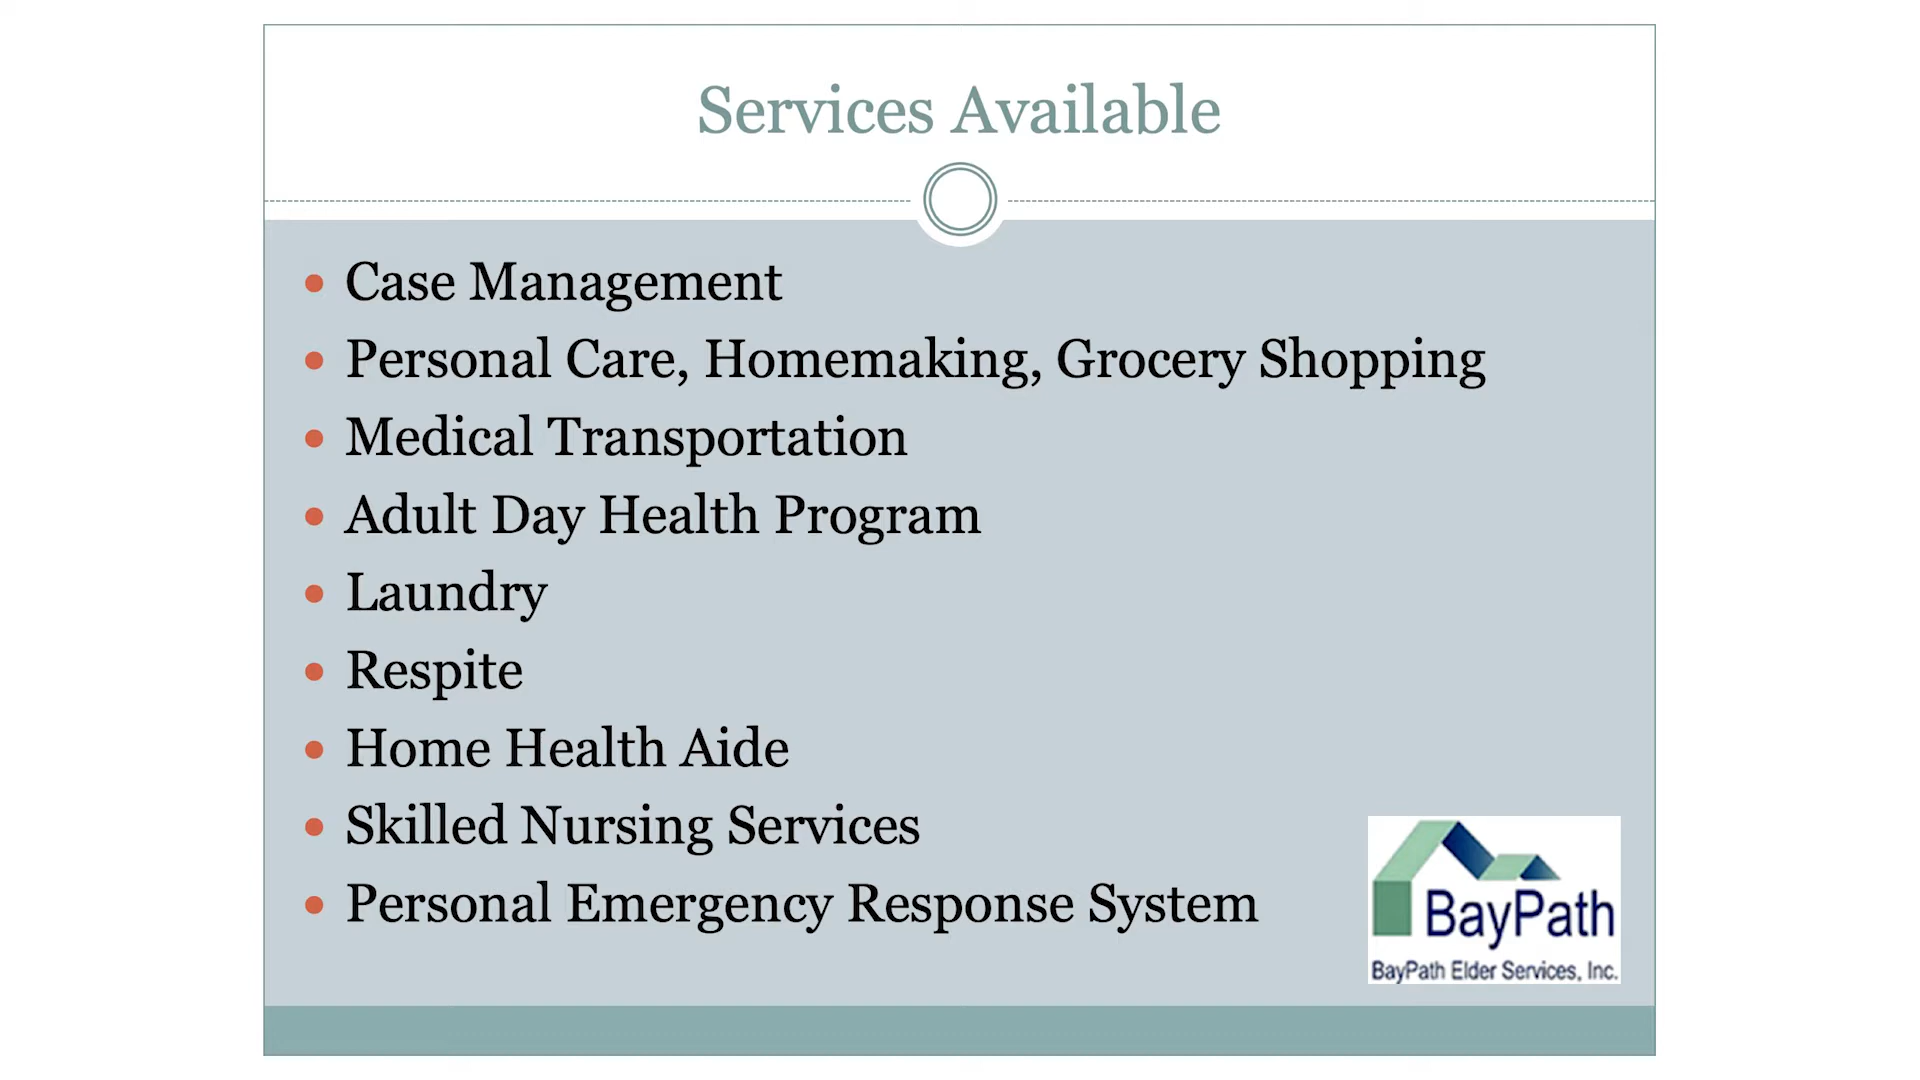 Services Available
• Case Management
• Personal Care, Homemaking, Grocery Shopping
• Medical Transportation
• Adult Day Health Program
• Laundry
• Respite
• Home Health Aide
• Skilled Nursing Services
• Personal Emergency Response System
BayPath
BayPath Elder Services, Inc.